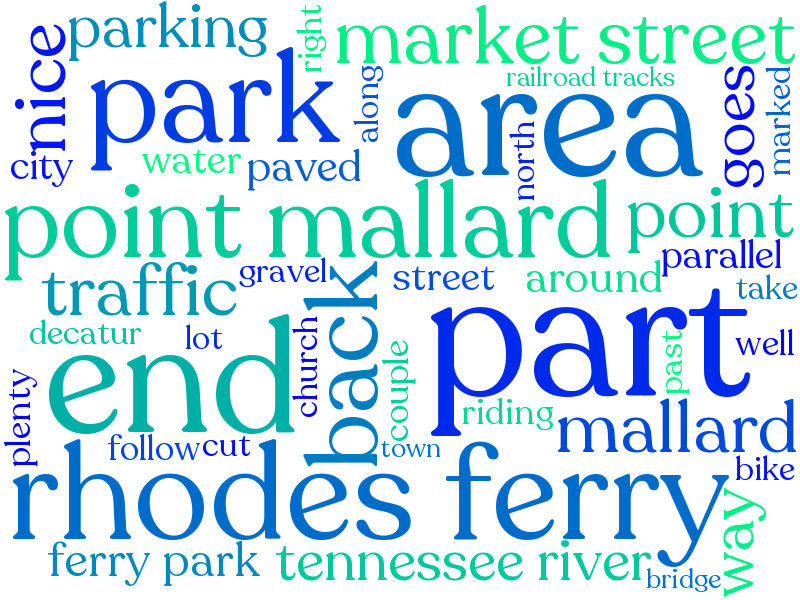 nice
parking
right
market street
park
along
railroad tracks
area
north
goes
marked
city
water
paved
point mallard
point
parallel
traffic
gravel
back
street
around
take
decatur
lot
end
church
couple
part
past
well
plenty
follow
cut
town
riding
mallard
bike
rhodes ferry
way
ferry park
tennessee river
bridge